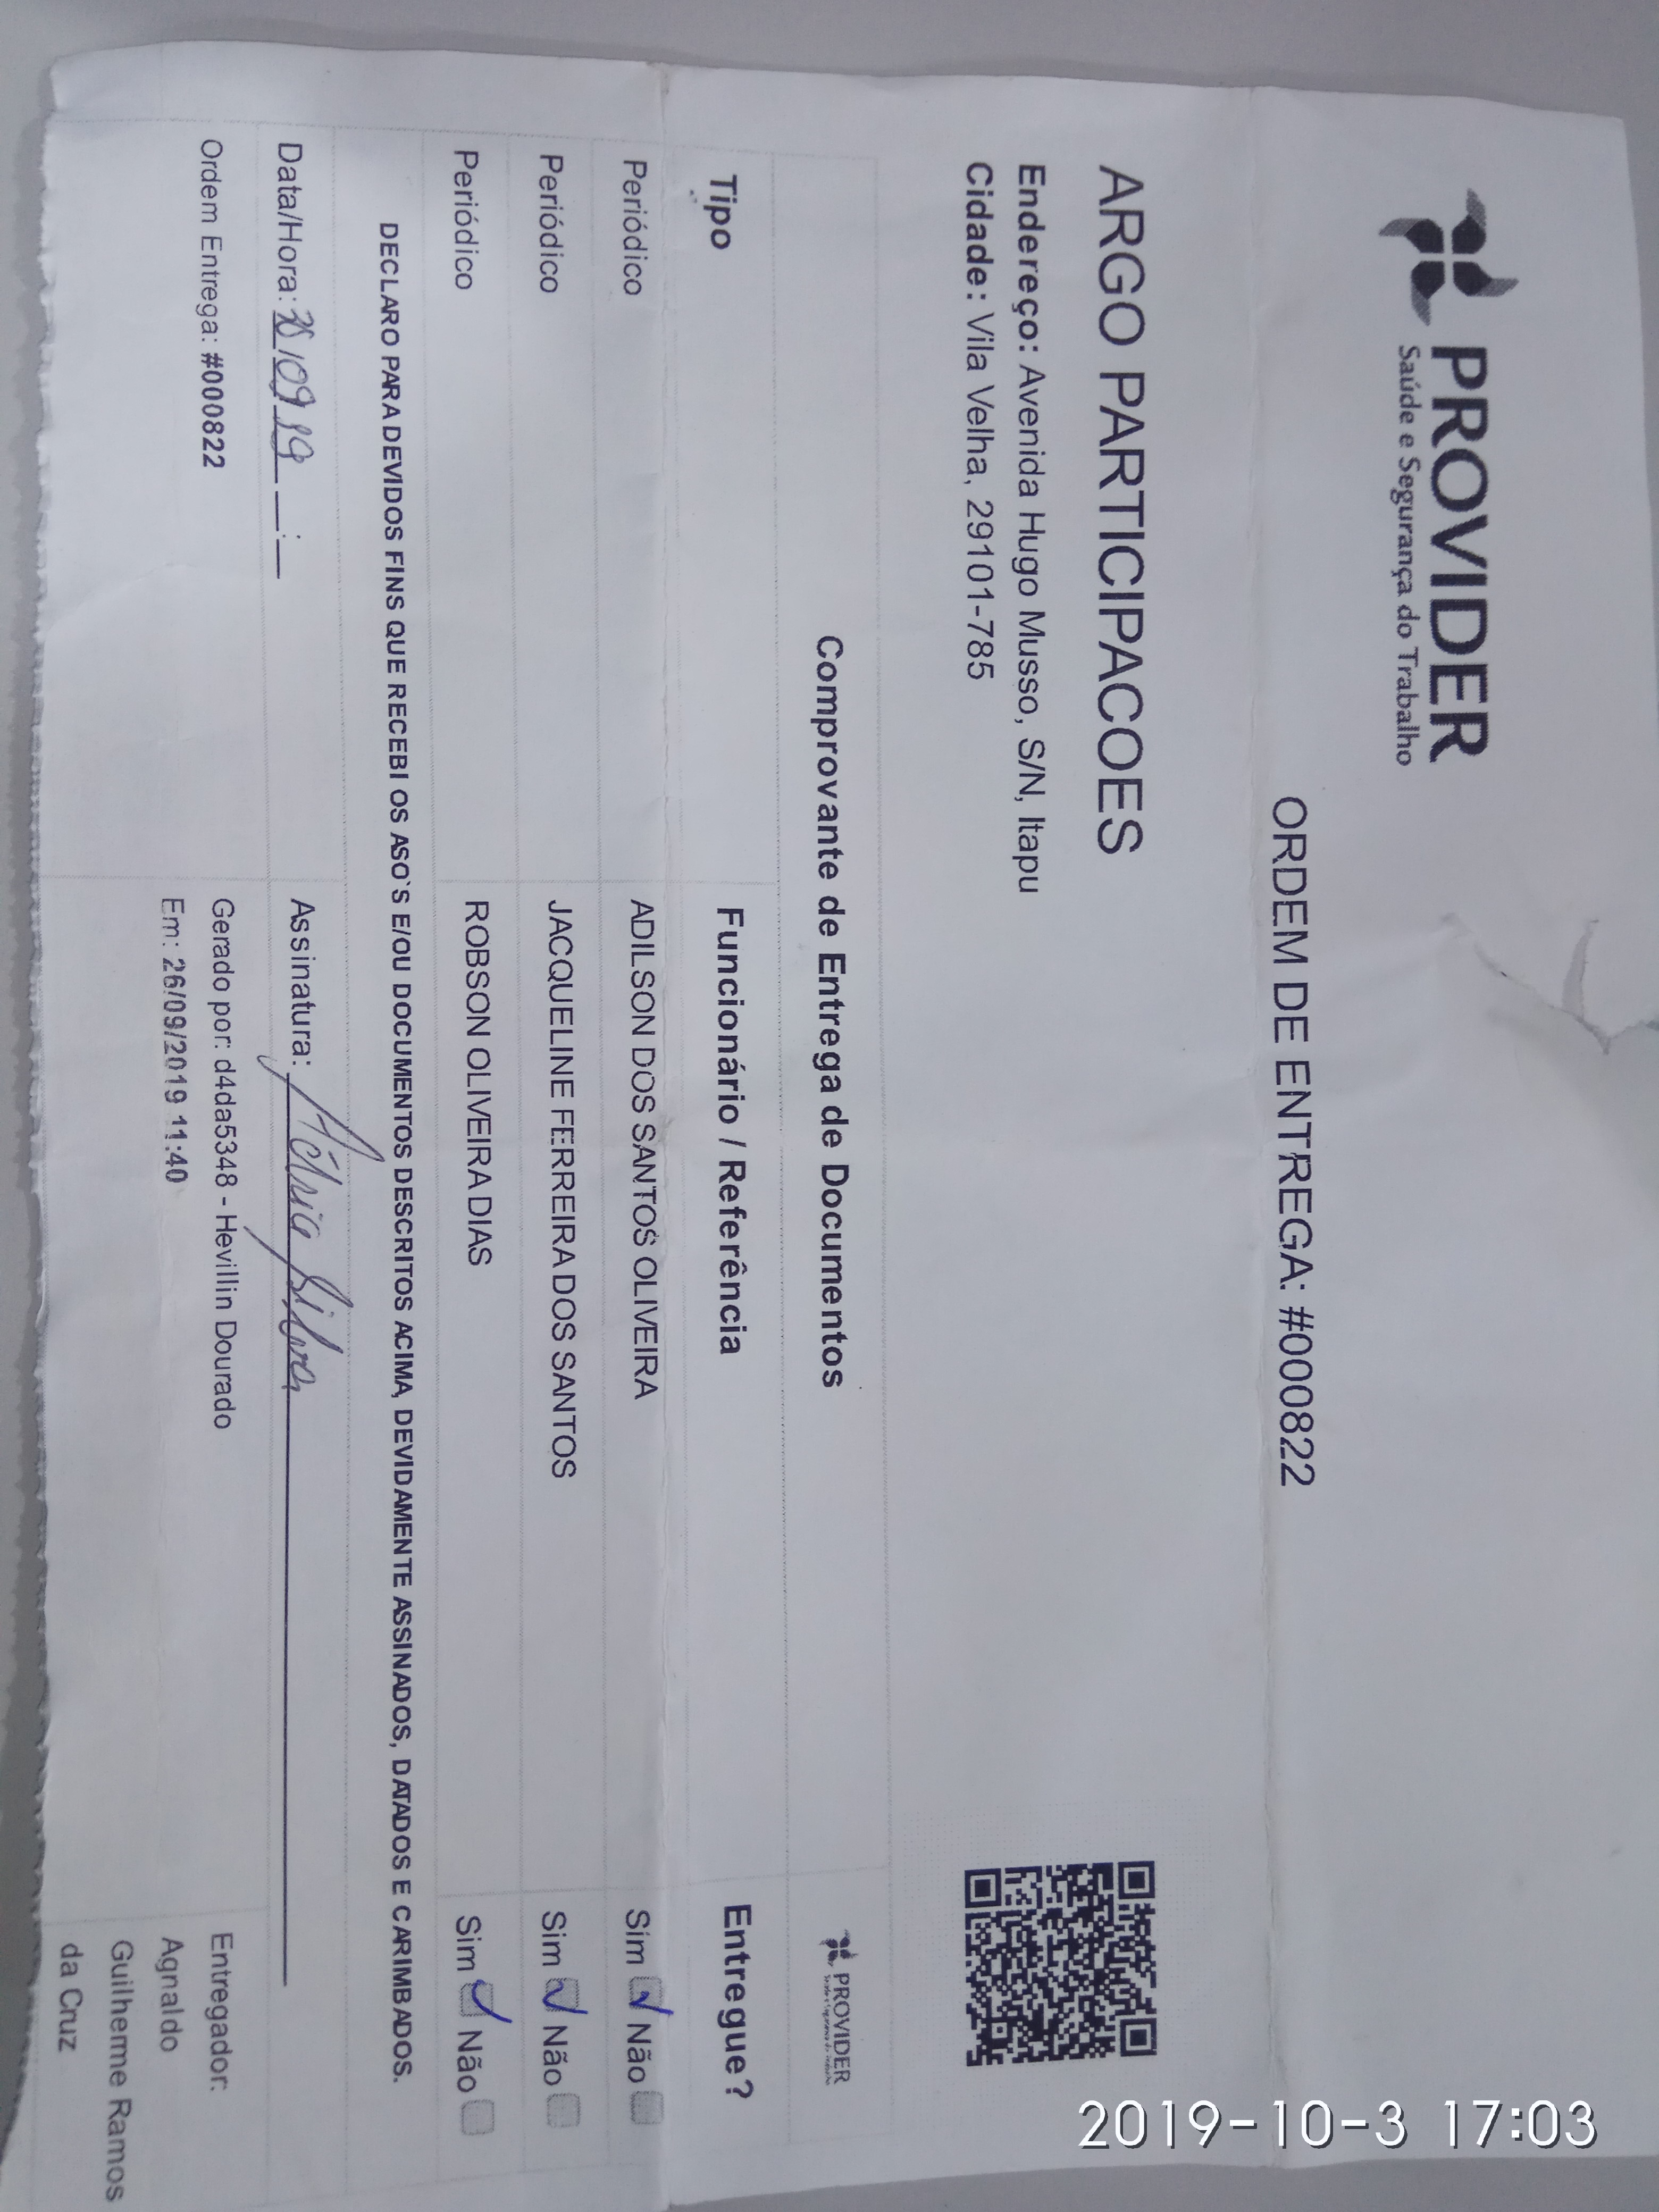 PROVIDER
Saúde e Segurança do Trabalho
ORDEM DE ENTREGA: #000822
ARGO PARTICIPACOES
Endereço: Avenida Hugo Musso, S/N, Itapu
Cidade: Vila Velha, 29101-785
Comprovante de Entrega de Documentos
PROVIDER
Tipo Funcionário / Referência Entregue?
Periódico ADILSON DOS SANTOS OLIVEIRA Sim Não
Periódico JACQUELINE FERREIRA DOS SANTOS Sim Não
Periódico ROBSON OLIVEIRA DIAS Sim Não
DECLARO PARA DEVIDOS FINS QUE RECEBI OS ASO`S E/OU DOCUMENTOS DESCRITOS ACIMA, DEVIDAMENTE ASSINADOS, DATADOS E CARIMBADOS.
Data/Hora: /09/19 __:__ Assinatura: Silva
Ordem Entrega: #000822
Gerado por: d4da5348 - Hevillin Dourado
Em: 26/09/2019 11:40
Entregador:
Agnaldo
Guilherme Ramos
da Cruz
2019-10-3 17:03